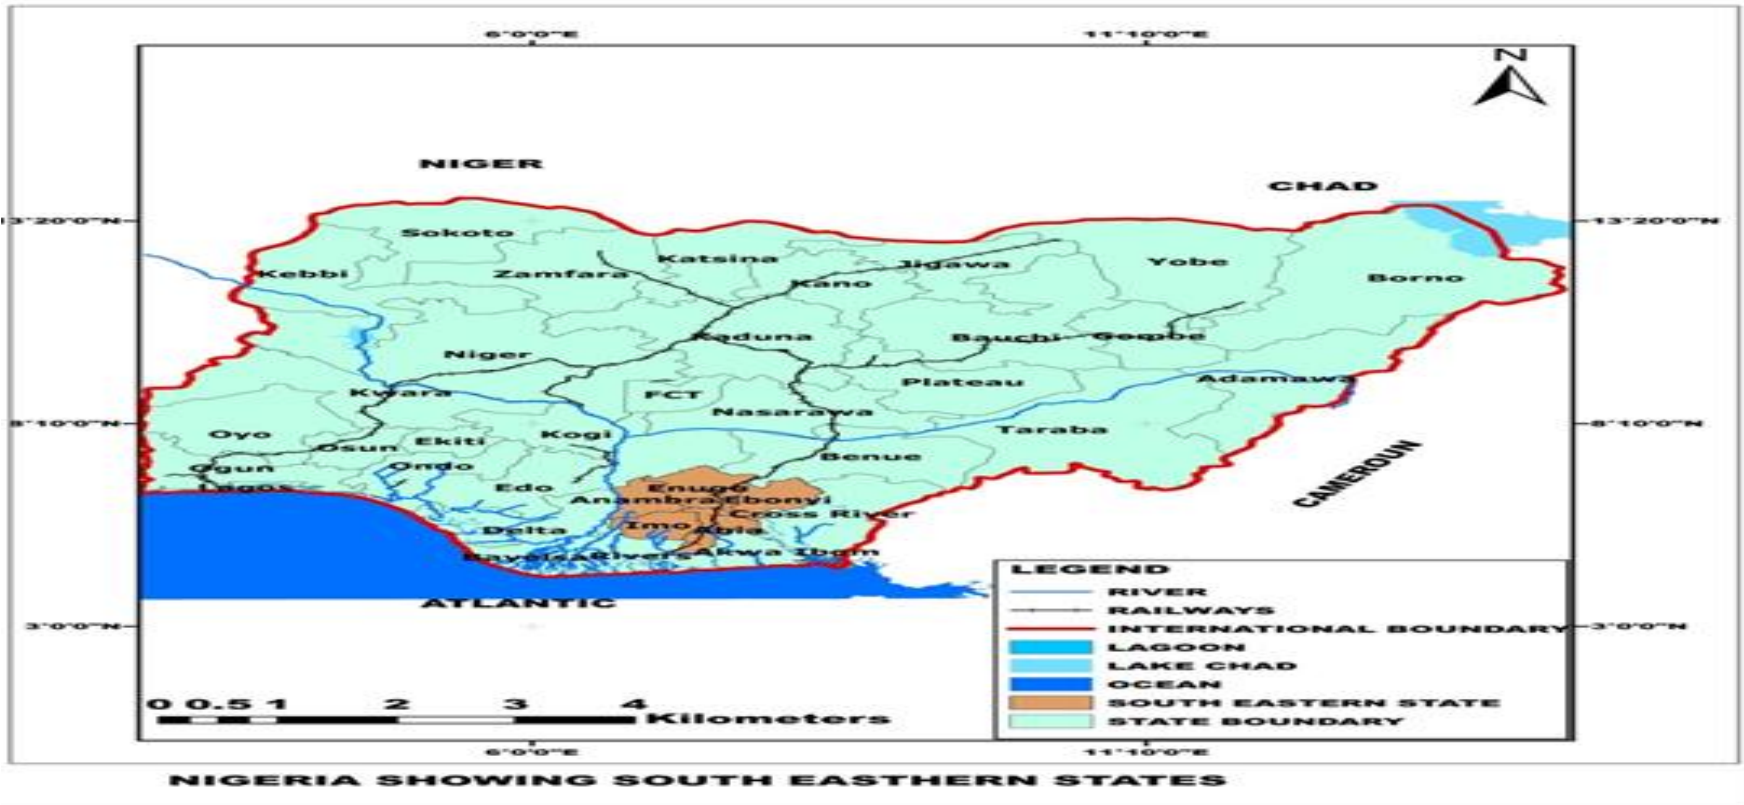 6°0'0"E 11°10'0"E
N
NIGER
CHAD
3°20'0"N 13°20'0"N
Sokoto
Katsina
Jigawa
Yobe
Kebbi
Zamfara
Kano
Borno
Kaduna
Bauchi
Gombe
Niger
Plateau
Adamawa
Kwara
FCT
Nasarawa
8°10'0"N 8°10'0"N
Oyo
Ekiti
Kogi
Taraba
Osun
Benue
CAMEROUN
Ogun
Ondo
Lagos
Edo
Enugu
Anambra
Ebonyi
Cross River
Delta
Imo
Abia
Bayelsa
Rivers
Akwa Ibom
ATLANTIC
3°0'0"N 3°0'0"N
LEGEND
RIVER
RAILWAYS
INTERNATIONAL BOUNDARY
LAGOON
LAKE CHAD
OCEAN
SOUTH EASTERN STATE
STATE BOUNDARY
0 0.5 1 2 3 4
Kilometers
6°0'0"E 11°10'0"E
NIGERIA SHOWING SOUTH EASTHERN STATES